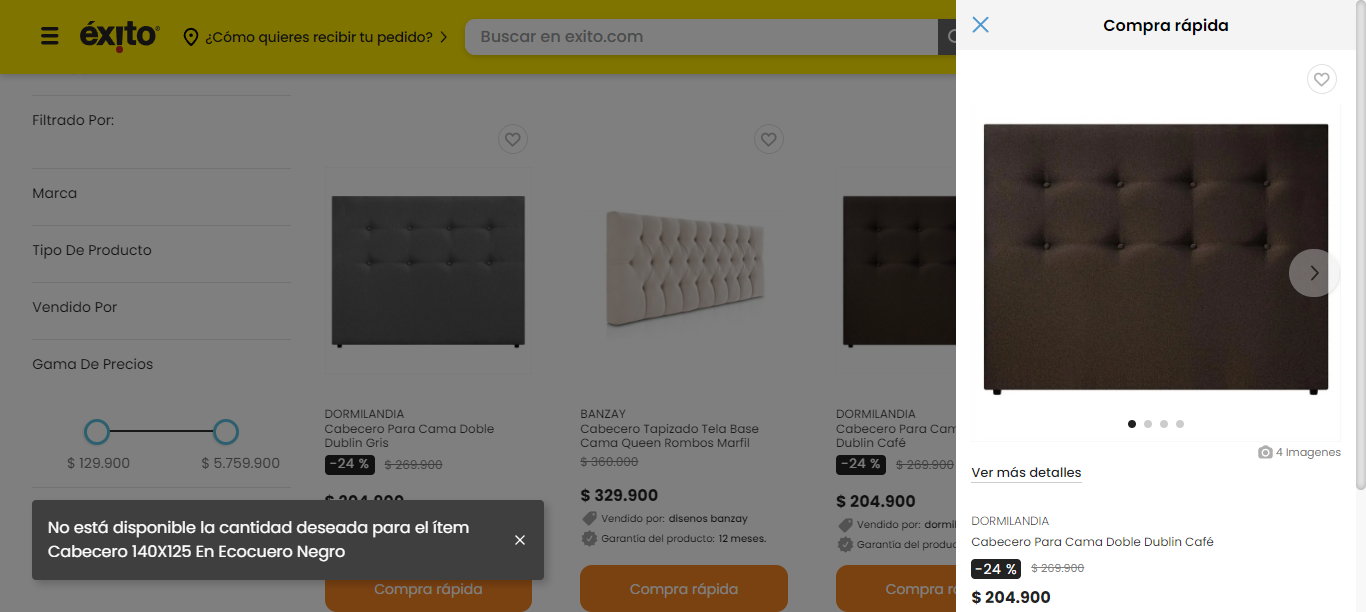 éxito
¿Cómo quieres recibir tu pedido?
Buscar en exito.com
Filtrado Por:
Marca
Tipo De Producto
Vendido Por
Gama De Precios
$ 129.900
$ 5.759.900
DORMILANDIA
Cabecero Para Cama Doble
Dublin Gris
-24 % $ 269.900
$ 204.900
Compra rápida
BANZAY
Cabecero Tapizado Tela Base
Cama Queen Rombos Marfil
$ 360.000
$ 329.900
Vendido por: disenos banzay
Garantía del producto: 12 meses.
Compra rápida
DORMILANDIA
Cabecero Para Cam
Dublin Café
-24 % $ 269.900
$ 204.900
Vendido por: dormil
Garantía del produc
Compra r
No está disponible la cantidad deseada para el ítem
Cabecero 140X125 En Ecocuero Negro
Compra rápida
4 Imagenes
Ver más detalles
DORMILANDIA
Cabecero Para Cama Doble Dublin Café
-24 % $ 269.900
$ 204.900